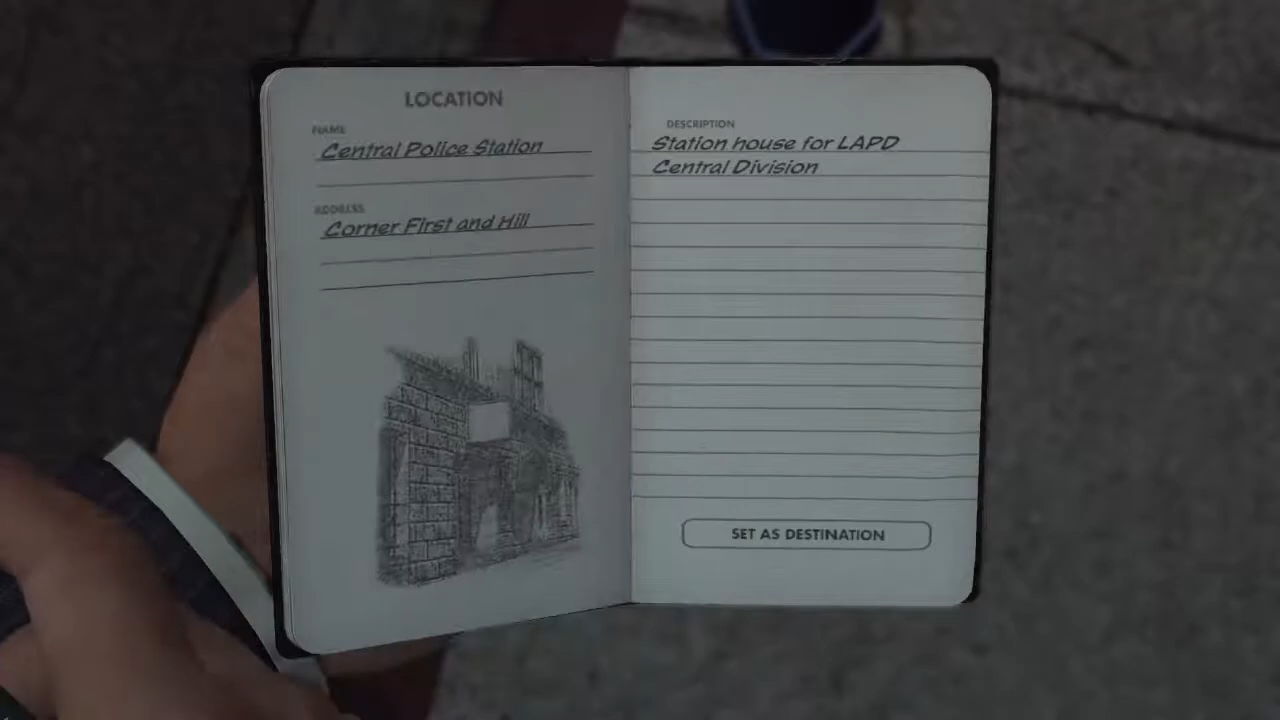 LOCATION
NAME
Central Police Station
ADDRESS
Corner First and Hill
DESCRIPTION
Station house for LAPD
Central Division
SET AS DESTINATION